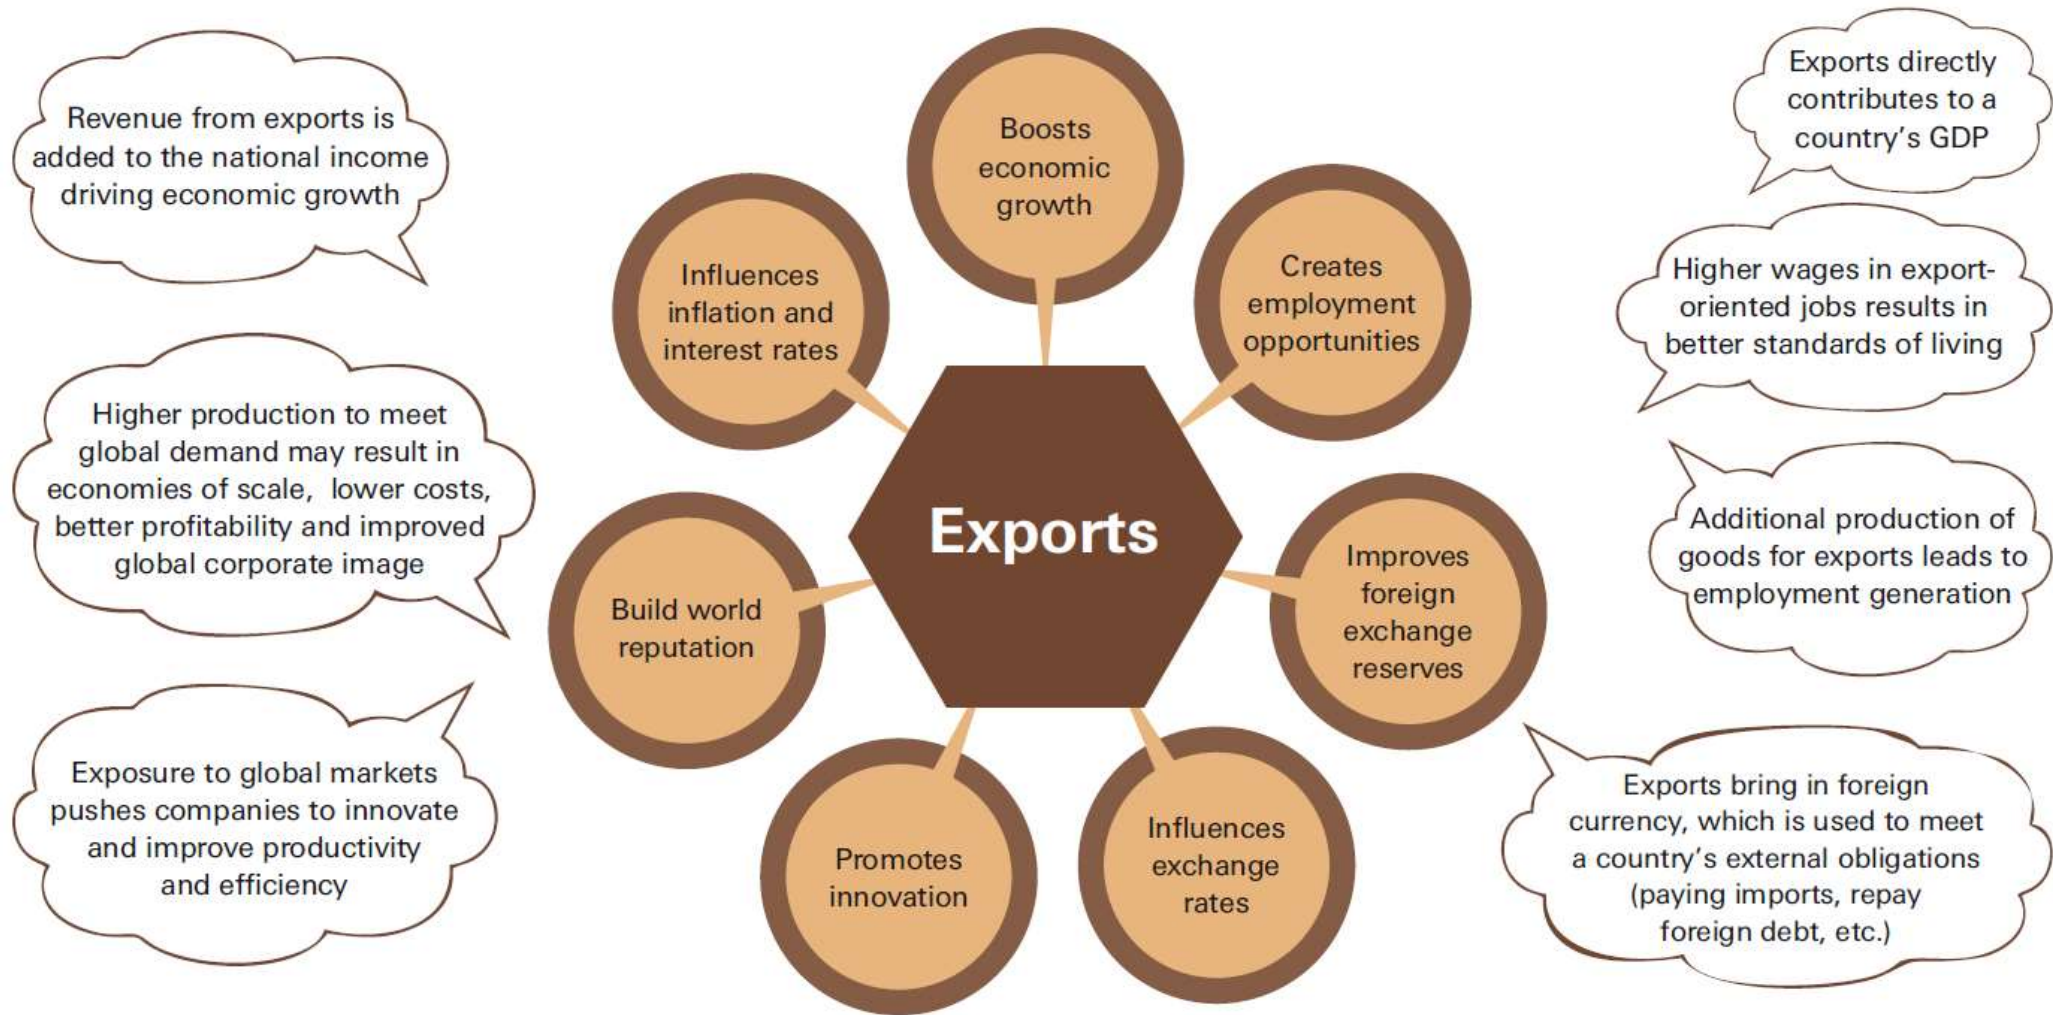 Revenue from exports is
added to the national income
driving economic growth
Higher production to meet
global demand may result in
economies of scale, lower costs,
better profitability and improved
global corporate image
Exposure to global markets
pushes companies to innovate
and improve productivity
and efficiency
Boosts
economic
growth
Influences
inflation and
interest rates
Creates
employment
opportunities
Exports
Build world
reputation
Improves
foreign
exchange
reserves
Promotes
innovation
Influences
exchange
rates
Exports directly
contributes to a
country's GDP
Higher wages in export-
oriented jobs results in
better standards of living
Additional production of
goods for exports leads to
employment generation
Exports bring in foreign
currency, which is used to meet
a country's external obligations
(paying imports, repay
foreign debt, etc.)